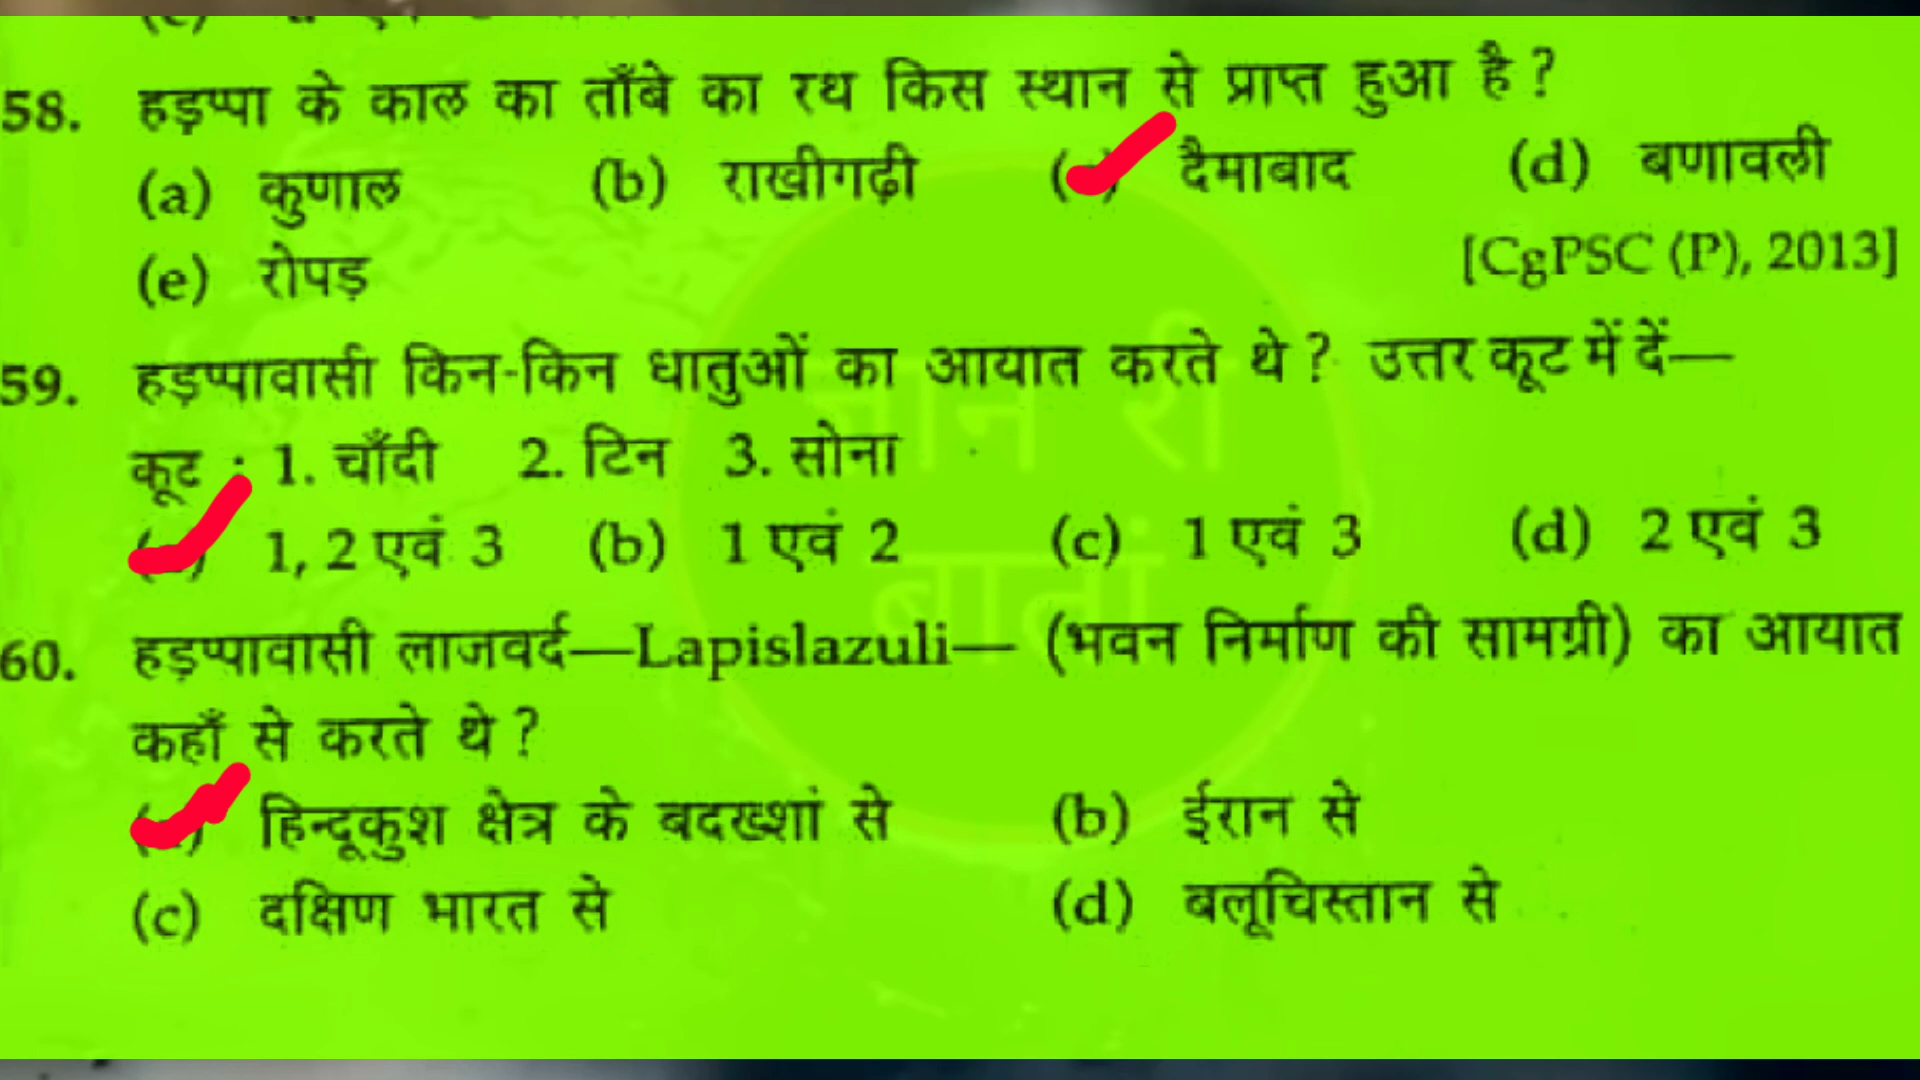 58. हड़प्पा के काल का ताँबे का रथ किस स्थान से प्राप्त हुआ है ?
(a) कुणाल (b) राखीगढ़ी ( ) दैमाबाद (d) बणावली
(e) रोपड़ [CgPSC (P), 2013]
59. हड़प्पावासी किन-किन धातुओं का आयात करते थे ? उत्तर कूट में दें—
कूट : 1. चाँदी 2. टिन 3. सोना
1, 2 एवं 3 (b) 1 एवं 2 (c) 1 एवं 3 (d) 2 एवं 3
60. हड़प्पावासी लाजवर्द—Lapislazuli— (भवन निर्माण की सामग्री) का आयात
कहाँ से करते थे ?
हिन्दूकुश क्षेत्र के बदख्शां से (b) ईरान से
(c) दक्षिण भारत से (d) बलूचिस्तान से
ज्ञान री
बातां